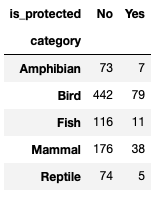 is_protected No Yes
category
Amphibian 73 7
Bird 442 79
Fish 116 11
Mammal 176 38
Reptile 74 5